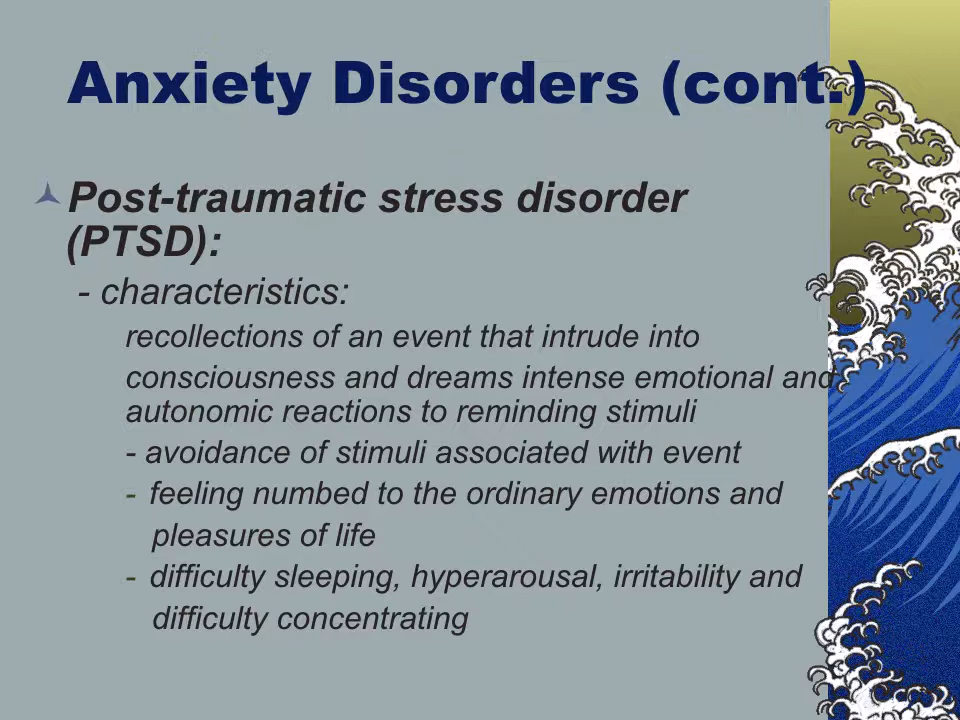 Anxiety Disorders (cont.)
Post-traumatic stress disorder
(PTSD):
- characteristics:
recollections of an event that intrude into
consciousness and dreams intense emotional and
autonomic reactions to reminding stimuli
- avoidance of stimuli associated with event
- feeling numbed to the ordinary emotions and
pleasures of life
- difficulty sleeping, hyperarousal, irritability and
difficulty concentrating